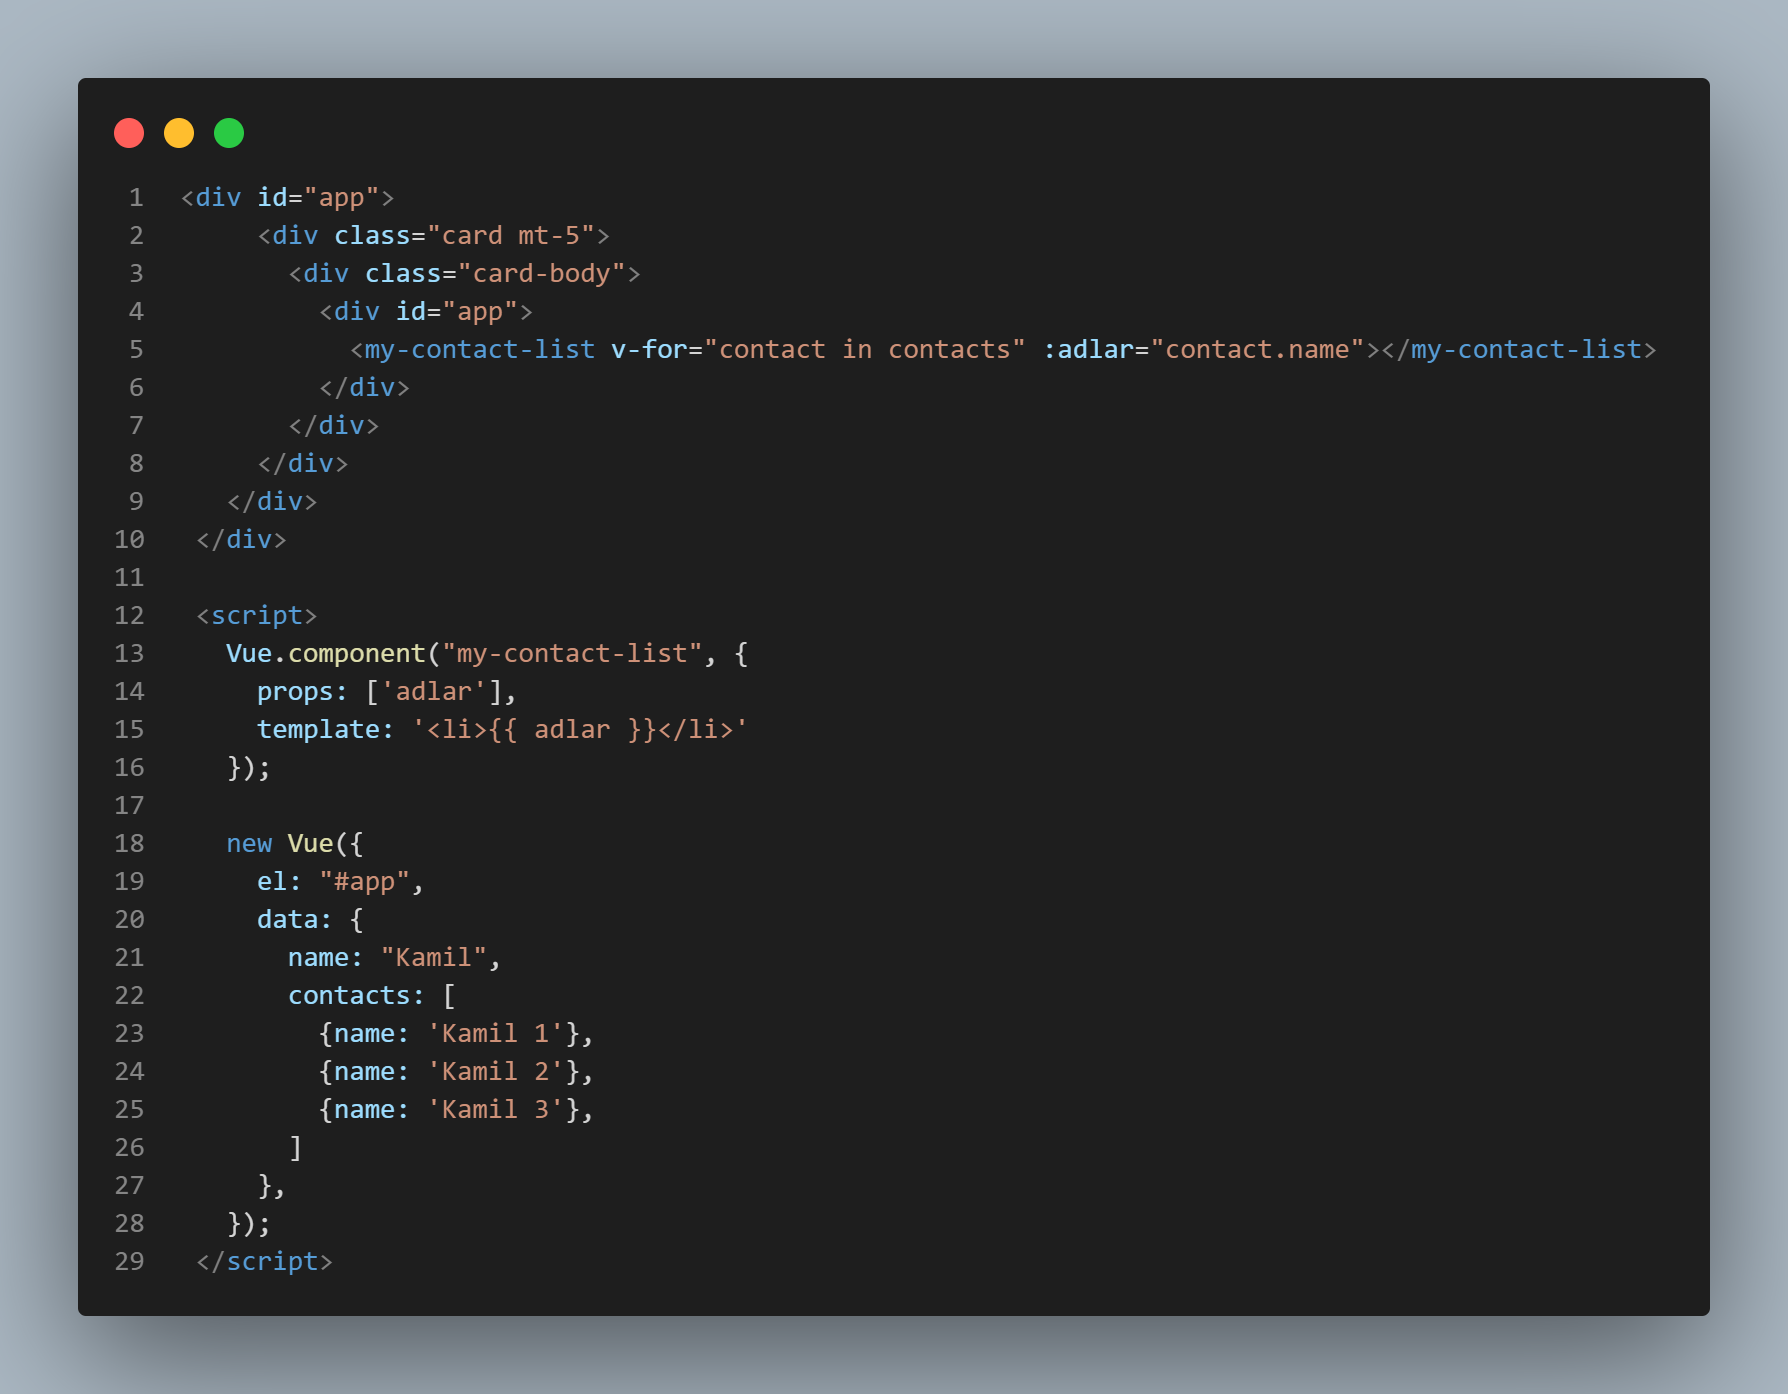 1 <div id="app">
2 <div class="card mt-5">
3 <div class="card-body">
4 <div id="app">
5 <my-contact-list v-for="contact in contacts" :adlar="contact.name"></my-contact-list>
6 </div>
7 </div>
8 </div>
9 </div>
10 </div>
11
12 <script>
13 Vue.component("my-contact-list", {
14 props: ['adlar'],
15 template: '<li>{{ adlar }}</li>'
16 });
17
18 new Vue({
19 el: "#app",
20 data: {
21 name: "Kamil",
22 contacts: [
23 {name: 'Kamil 1'},
24 {name: 'Kamil 2'},
25 {name: 'Kamil 3'},
26 ]
27 },
28 });
29 </script>